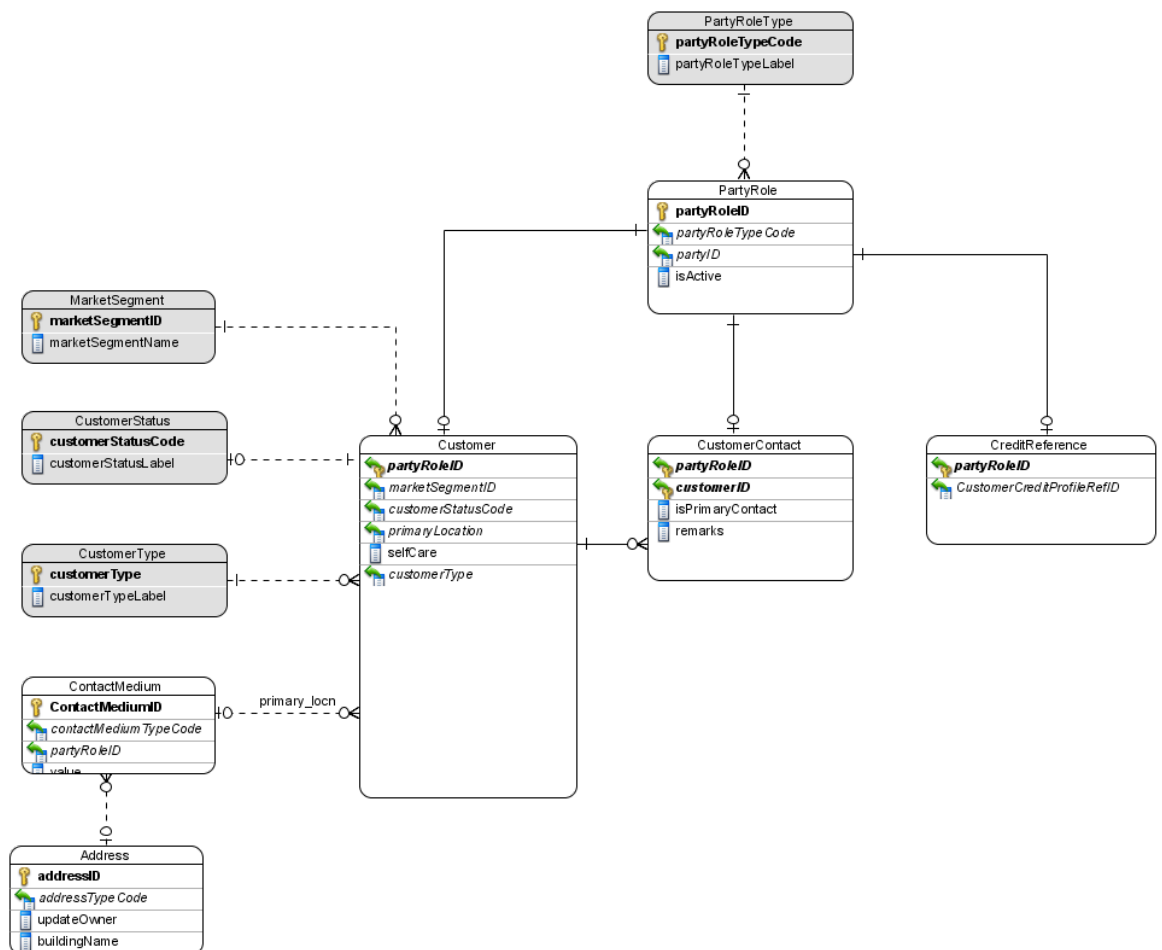 PartyRoleType
partyRoleTypeCode
partyRoleTypeLabel
PartyRole
partyRoleID
partyRoleTypeCode
partyID
isActive
MarketSegment
marketSegmentID
marketSegmentName
CustomerStatus
customerStatusCode
customerStatusLabel
CustomerType
customerType
customerTypeLabel
ContactMedium
ContactMediumID
contactMediumTypeCode
partyRoleID
value
primary_locn
Address
addressID
addressTypeCode
updateOwner
buildingName
Customer
partyRoleID
marketSegmentID
customerStatusCode
primaryLocation
selfCare
customerType
CustomerContact
partyRoleID
customerID
isPrimaryContact
remarks
CreditReference
partyRoleID
CustomerCreditProfileRefID